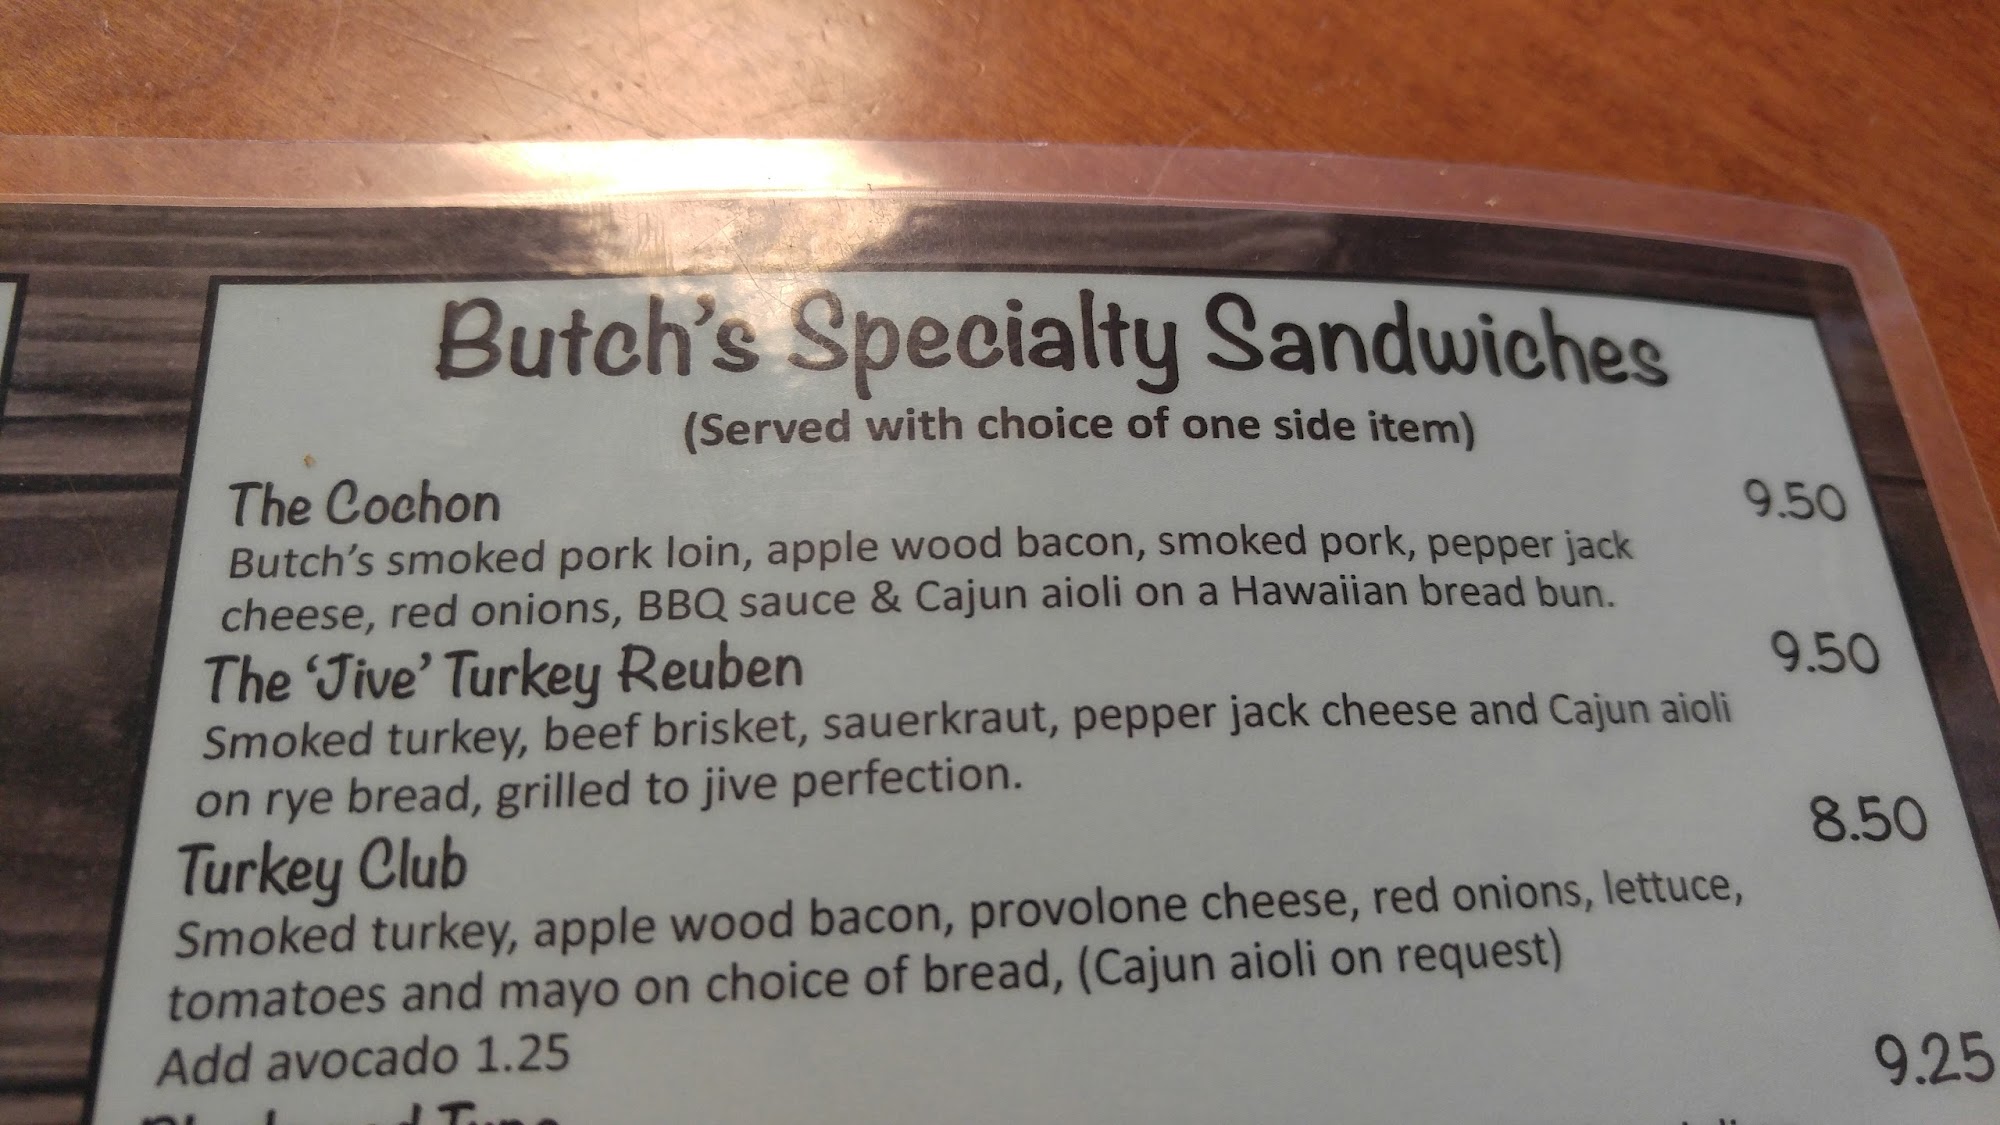 Butch's Specialty Sandwiches
(Served with choice of one side item)
The Cochon 9.50
Butch's smoked pork loin, apple wood bacon, smoked pork, pepper jack
cheese, red onions, BBQ sauce & Cajun aioli on a Hawaiian bread bun.
The 'Jive' Turkey Reuben 9.50
Smoked turkey, beef brisket, sauerkraut, pepper jack cheese and Cajun aioli
on rye bread, grilled to jive perfection.
Turkey Club 8.50
Smoked turkey, apple wood bacon, provolone cheese, red onions, lettuce,
tomatoes and mayo on choice of bread, (Cajun aioli on request)
Add avocado 1.25
9.25